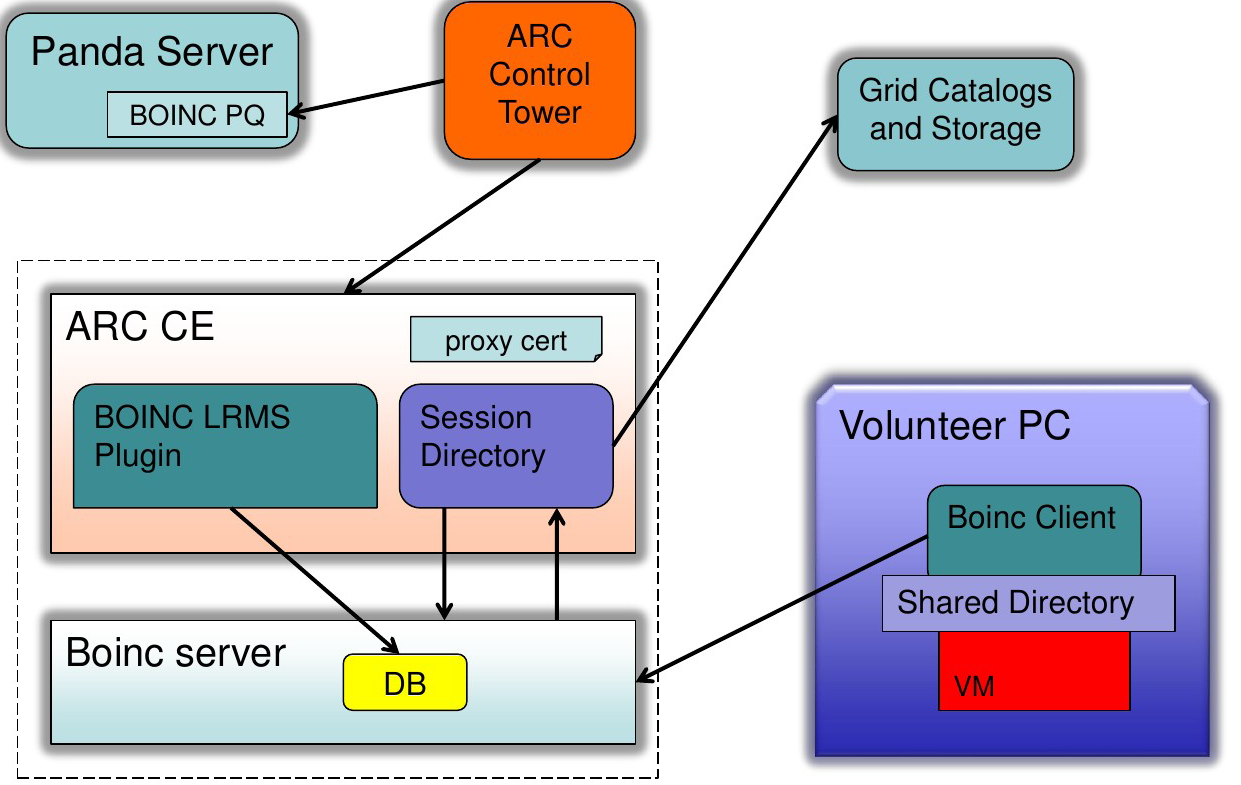 Panda Server
BOINC PQ
ARC
Control
Tower
Grid Catalogs
and Storage
ARC CE
proxy cert
BOINC LRMS
Plugin
Session
Directory
Boinc server
DB
Volunteer PC
Boinc Client
Shared Directory
VM